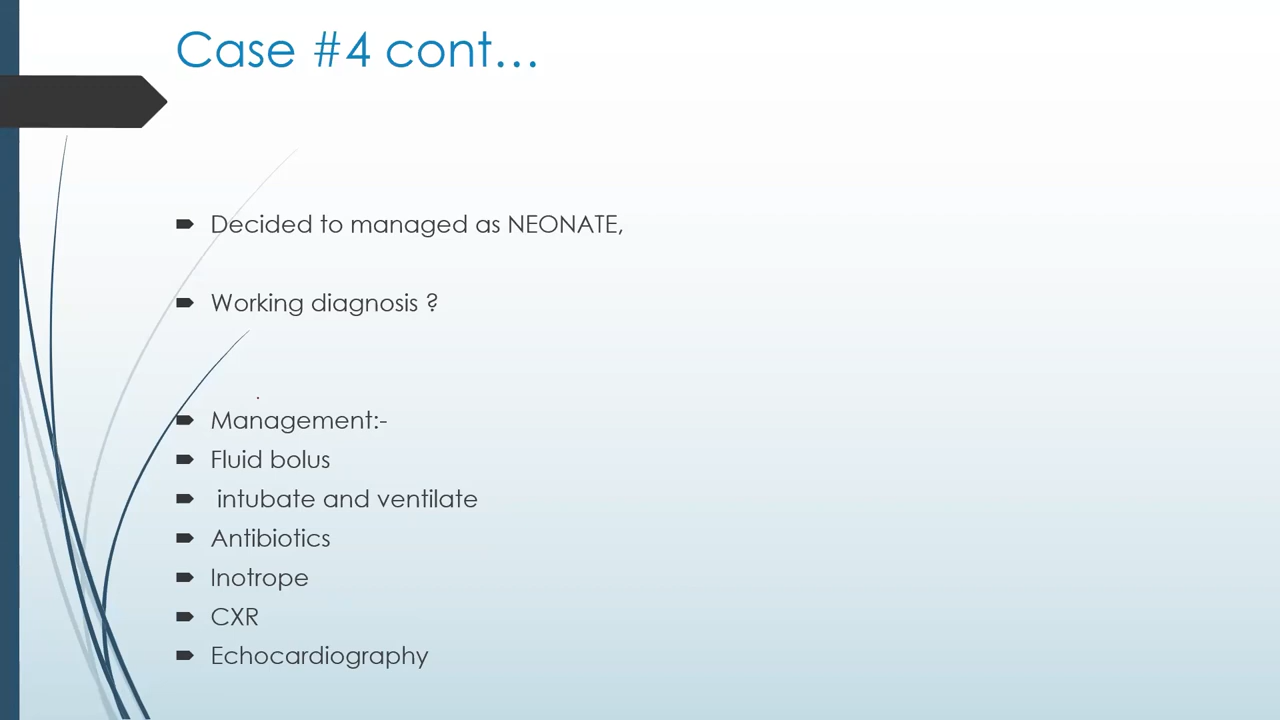 Case #4 cont…
Decided to managed as NEONATE,
Working diagnosis ?
Management:-
Fluid bolus
intubate and ventilate
Antibiotics
Inotrope
CXR
Echocardiography